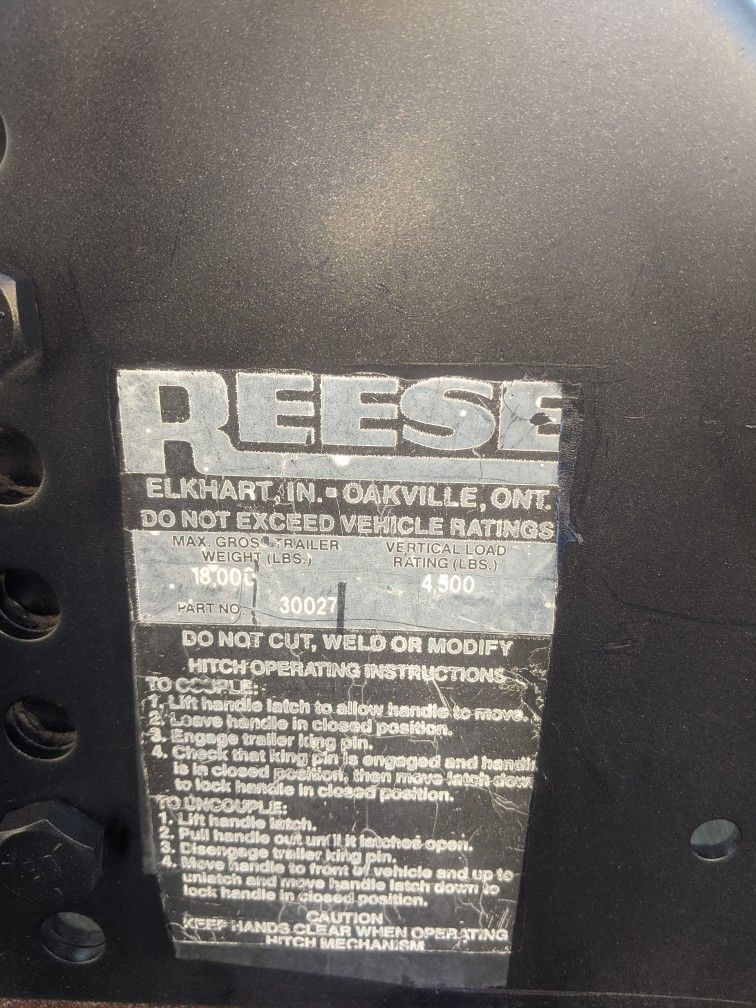 REESE
ELKHART, IN. - OAKVILLE, ONT.
DO NOT EXCEED VEHICLE RATINGS
MAX. GROSS TRAILER WEIGHT (LBS.)
18,000
VERTICAL LOAD RATING (LBS.)
4,500
PART NO. 30027
DO NOT CUT, WELD OR MODIFY
HITCH OPERATING INSTRUCTIONS
TO COUPLE:
1. Lift handle latch to allow handle to move.
2. Leave handle in closed position.
3. Engage trailer king pin.
4. Check that king pin is engaged and handle
is in closed position, then move latch down
to lock handle in closed position.
TO UNCOUPLE:
1. Lift handle latch.
2. Pull handle out until it latches open.
3. Disengage trailer king pin.
4. Move handle to front of vehicle and up to
unlatch and move handle latch down to
lock handle in closed position.
CAUTION
KEEP HANDS CLEAR WHEN OPERATING
HITCH MECHANISM